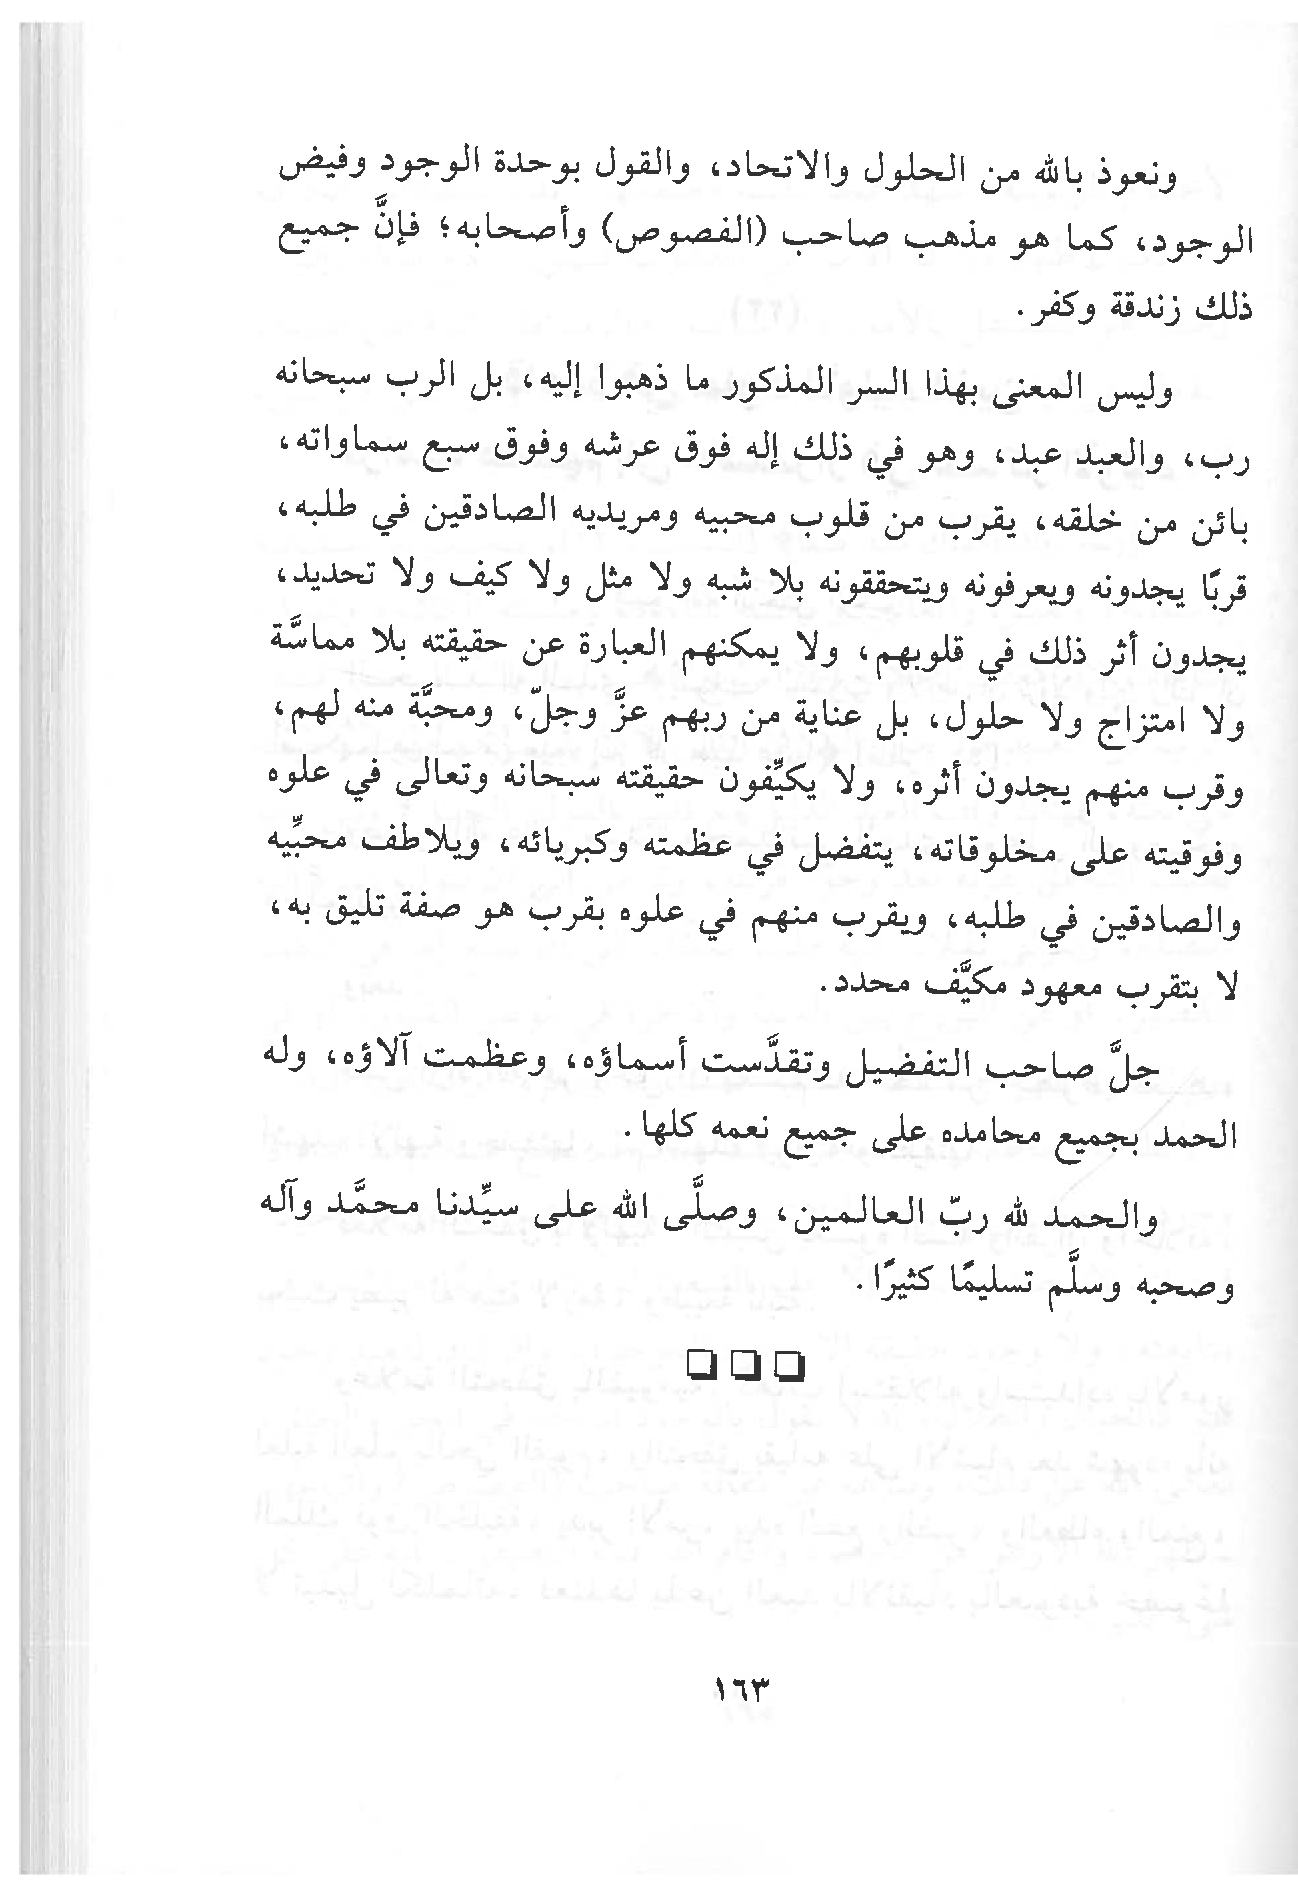 ونعوذ بالله من الحلول والاتحاد، والقول بوحدة الوجود وفيض
الوجود، كما هو مذهب صاحب (الفصوص) وأصحابه؛ فإنَّ جميع
ذلك زندقة وكفر.
وليس المعنى بهذا السر المذكور ما ذهبوا إليه، بل الرب سبحانه
رب، والعبد عبد، وهو في ذلك إله فوق عرشه وفوق سبع سماواته،
بائن من خلقه، يقرب من قلوب محبيه ومريديه الصادقين في طلبه،
قربًا يجدونه ويعرفونه ويتحققونه بلا شبه ولا مثل ولا كيف ولا تحديد،
يجدون أثر ذلك في قلوبهم، ولا يمكنهم العبارة عن حقيقته بلا مماسَّة
ولا امتزاج ولا حلول، بل عناية من ربهم عزَّ وجلّ، ومحبَّة منه لهم،
وقرب منهم يجدون أثره، ولا يكيِّفون حقيقته سبحانه وتعالى في علوه
وفوقيته على مخلوقاته، يتفضل في عظمته وكبريائه، ويلاطف محبِّيه
والصادقين في طلبه، ويقرب منهم في علوه بقرب هو صفة تليق به،
لا بتقرب معهود مكيَّف محدد.
جلَّ صاحب التفضيل وتقدَّست أسماؤه، وعظمت آلاؤه، وله
الحمد بجميع محامده على جميع نعمه كلها.
والحمد لله ربّ العالمين، وصلَّى الله على سيِّدنا محمَّد وآله
وصحبه وسلَّم تسليمًا كثيرًا.
١٦٣